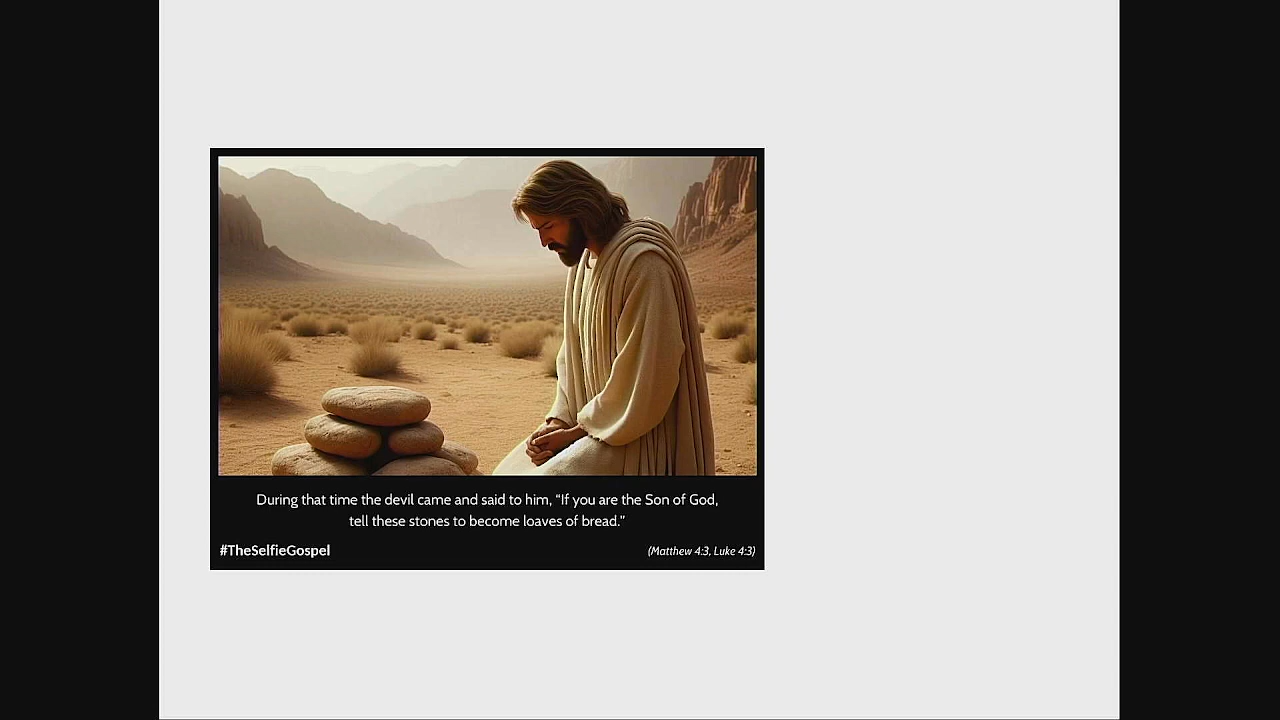 During that time the devil came and said to him, “If you are the Son of God,
tell these stones to become loaves of bread.”
#TheSelfieGospel
(Matthew 4:3, Luke 4:3)